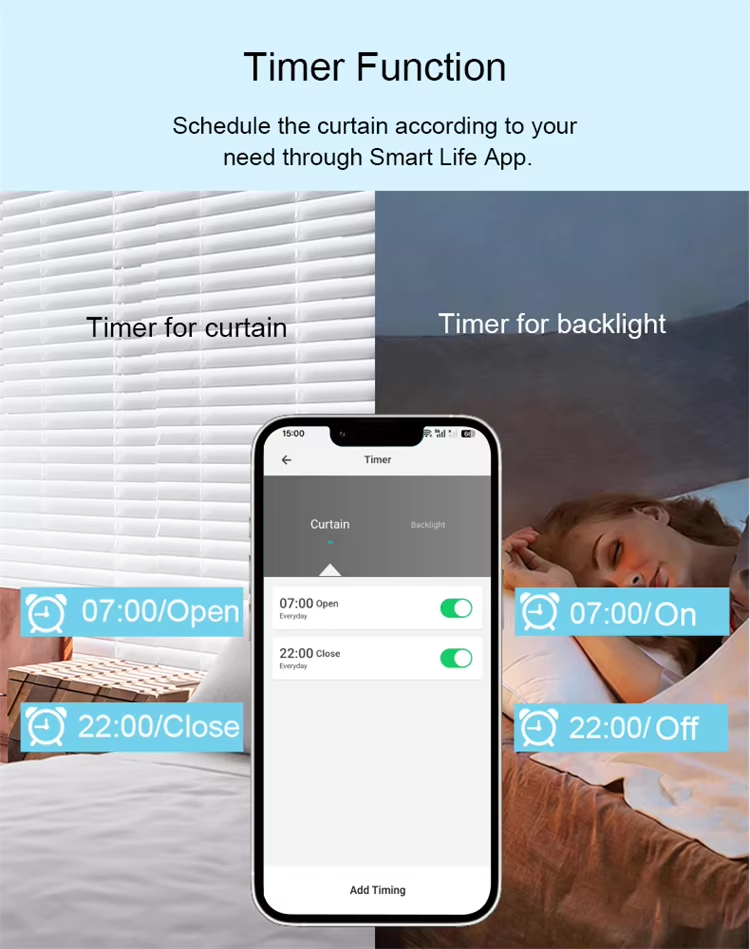 Timer Function
Schedule the curtain according to your
need through Smart Life App.
Timer for curtain
Timer for backlight
15:00
Timer
Curtain
Backlight
07:00 Open
Everyday
22:00 Close
Everyday
Add Timing
07:00/Open
22:00/Close
07:00/On
22:00/Off